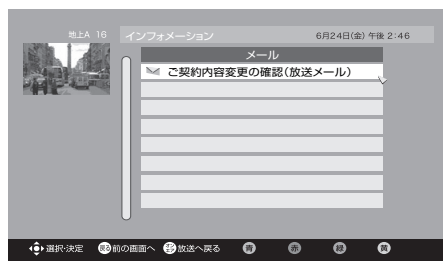 地上A 16 インフォメーション 6月24日(金) 午後 2:46
メール
ご契約内容変更の確認(放送メール)
選択・決定 戻る 前の画面へ 放送へ戻る 青 赤 緑 黄